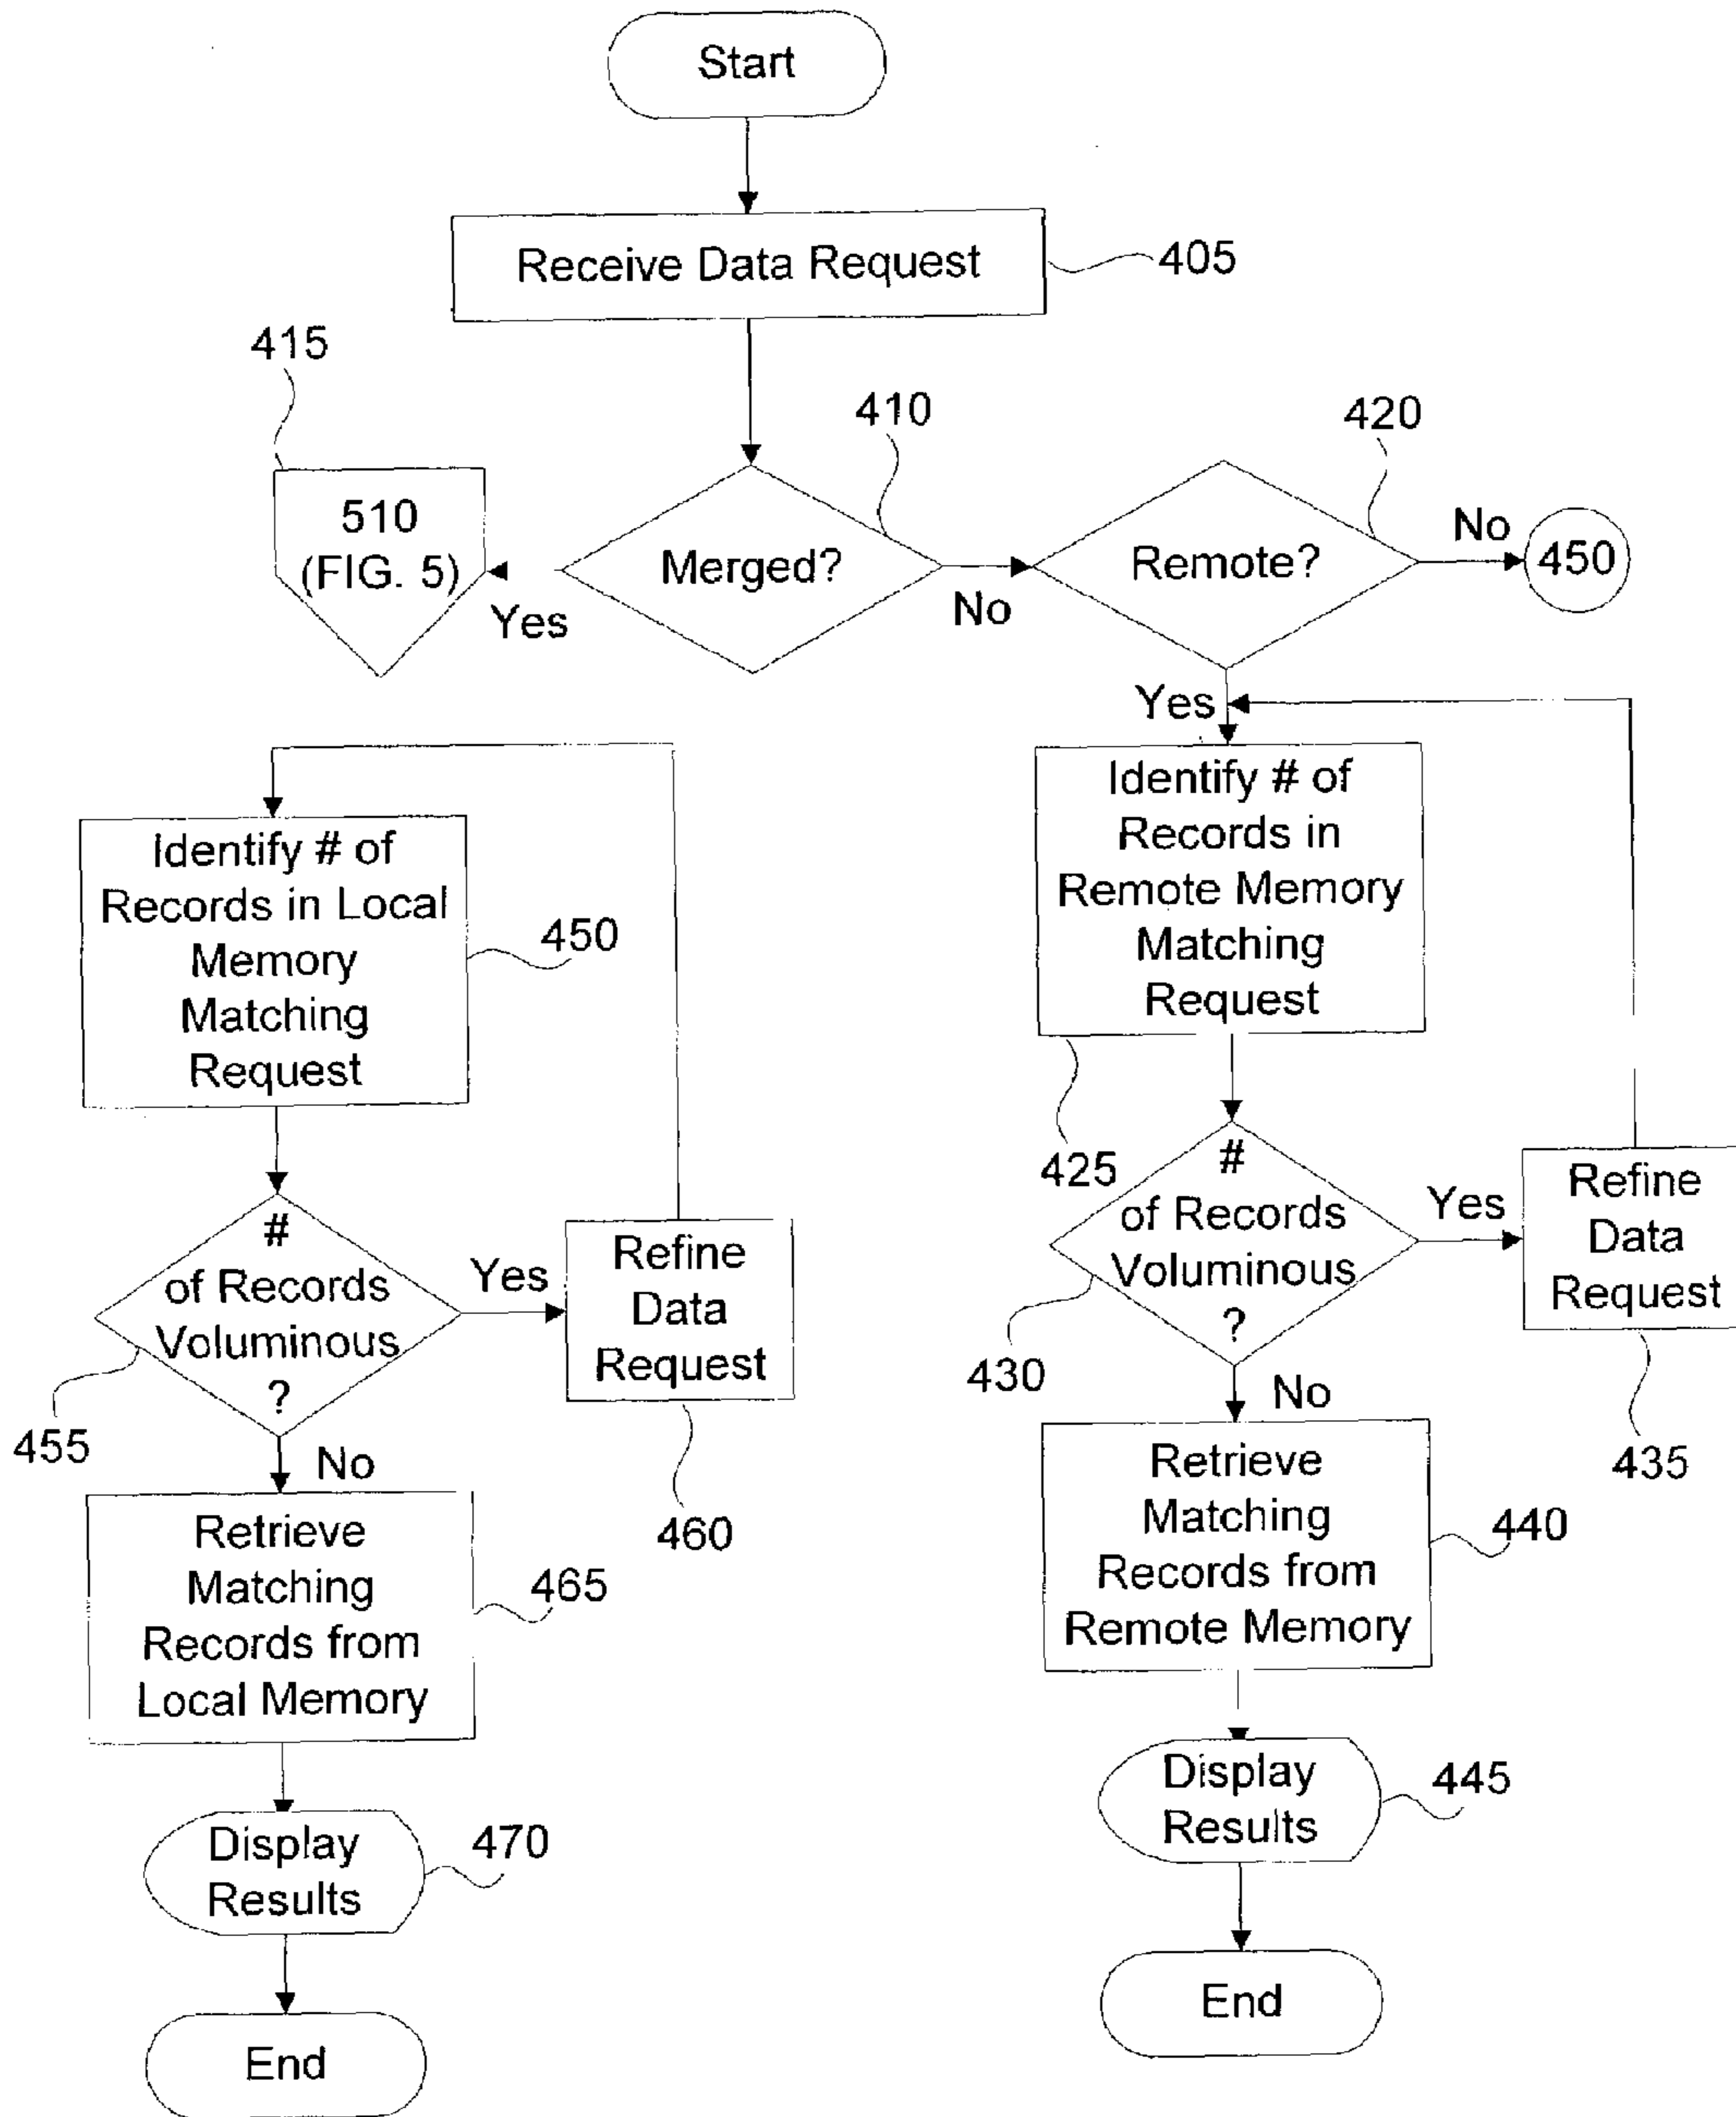 Start
Receive Data Request
405
415
410
420
510
(FIG. 5)
Yes
Merged?
No
Remote?
No
450
Yes
Identify # of
Records in
Remote Memory
Matching
Request
425
#
of Records
Voluminous
?
430
Yes
Refine
Data
Request
435
No
Retrieve
Matching
Records from
Remote Memory
440
Display
Results
445
End
Identify # of
Records in Local
Memory
Matching
Request
450
#
of Records
Voluminous
?
455
Yes
Refine
Data
Request
460
No
Retrieve
Matching
Records from
Local Memory
465
Display
Results
470
End